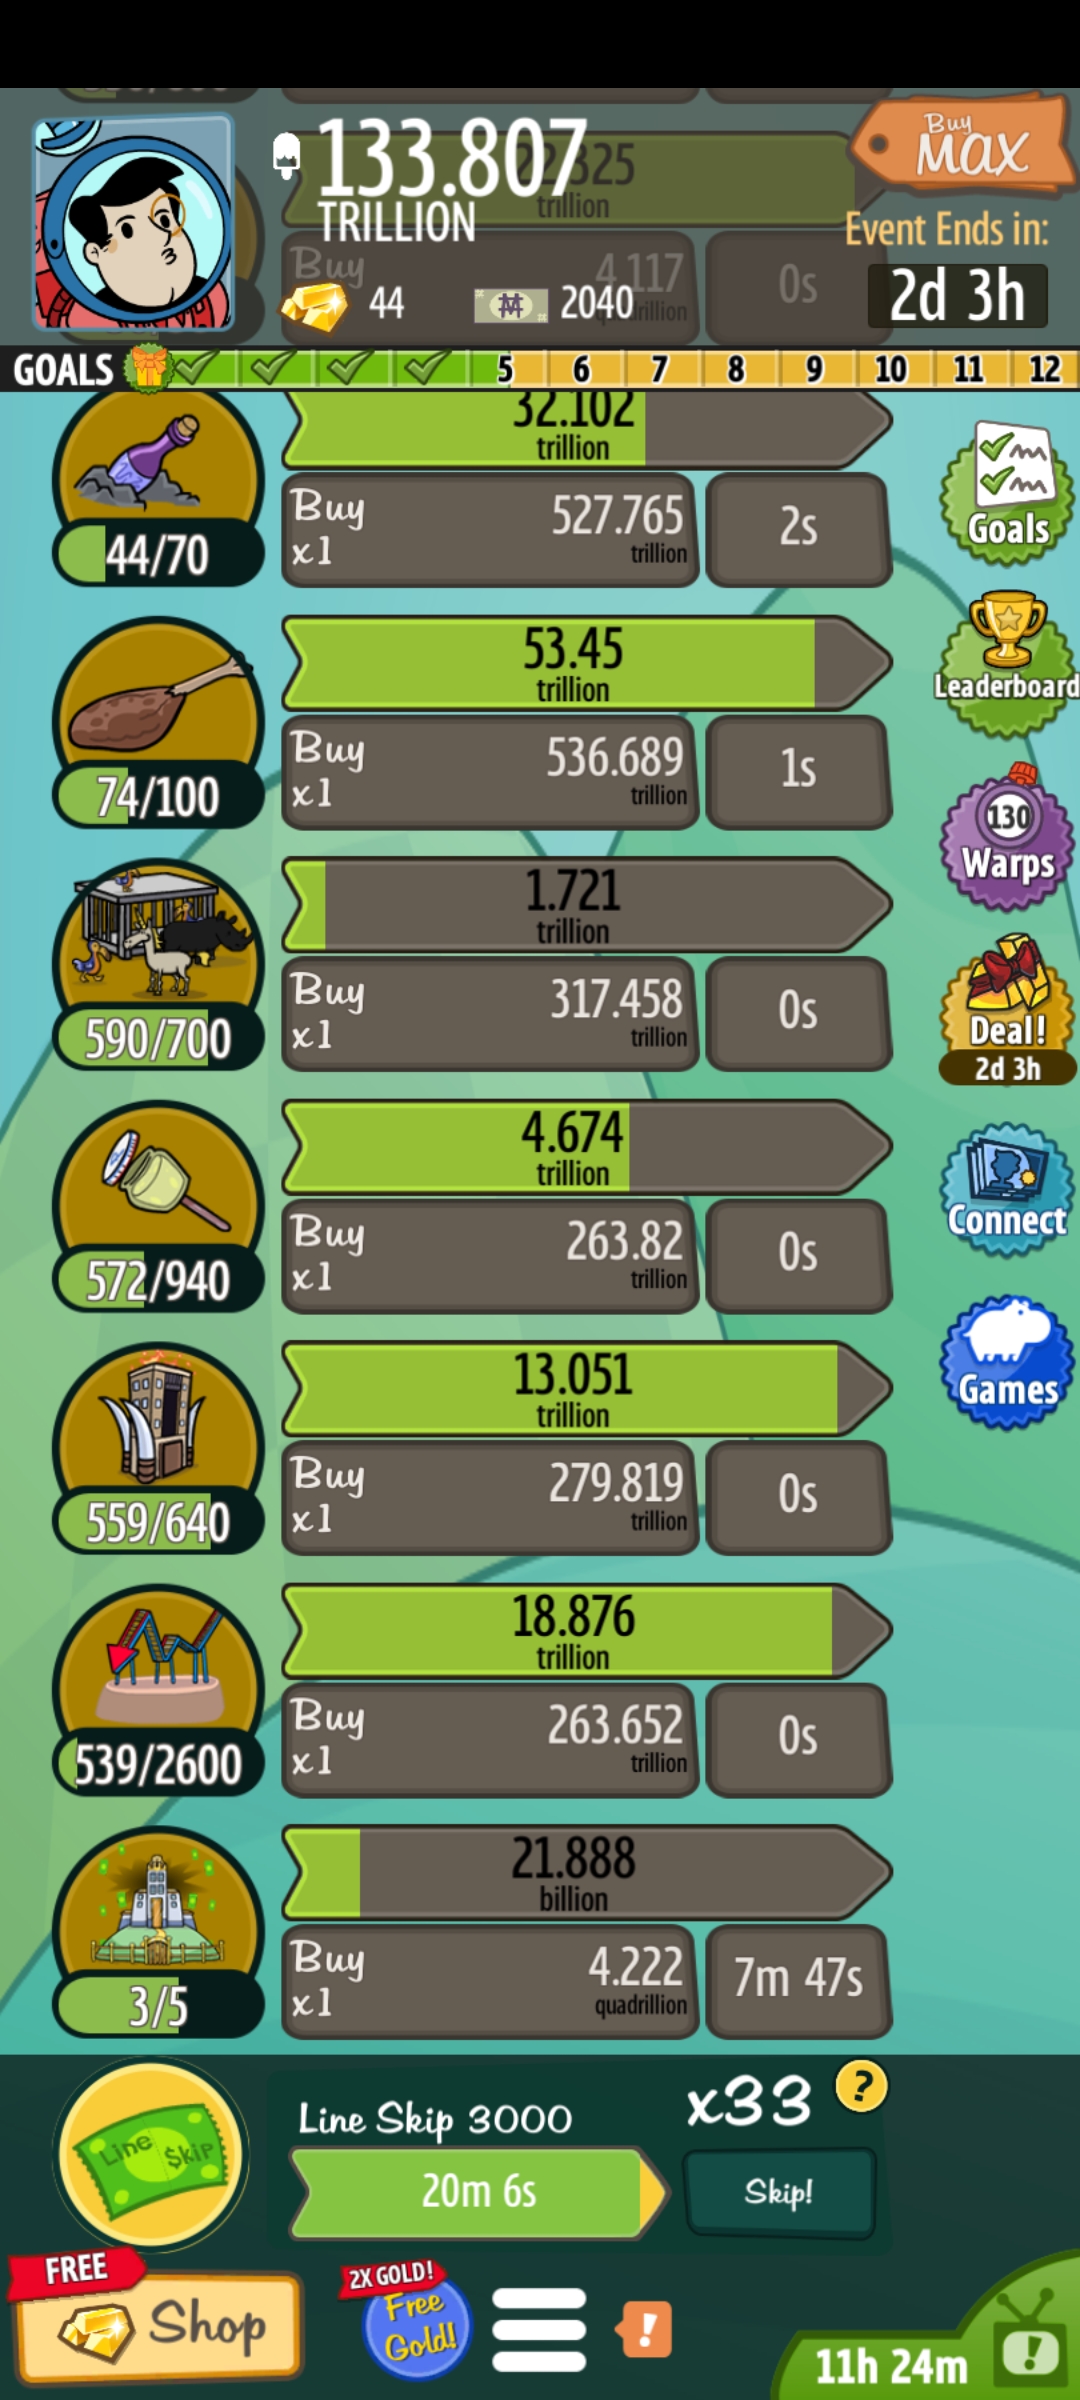 133.807
TRILLION
Buy
MAX
22.325
trillion
Event Ends in:
2d 3h
Buy
4.117
0s
44
2040
GOALS
5 6 7 8 9 10 11 12
32.102
trillion
Buy
x1
527.765
trillion
2s
44/70
Goals
53.45
trillion
Buy
x1
536.689
trillion
1s
74/100
Leaderboard
130
Warps
1.721
trillion
Buy
x1
317.458
trillion
0s
590/700
Deal!
2d 3h
4.674
trillion
Buy
x1
263.82
trillion
0s
572/940
Connect
13.051
trillion
Buy
x1
279.819
trillion
0s
559/640
Games
18.876
trillion
Buy
x1
263.652
trillion
0s
539/2600
21.888
billion
Buy
x1
4.222
quadrillion
7m 47s
3/5
Line $kip
Line Skip 3000
x33
?
20m 6s
Skip!
FREE
Shop
2X GOLD!
Free
Gold!
!
11h 24m
!